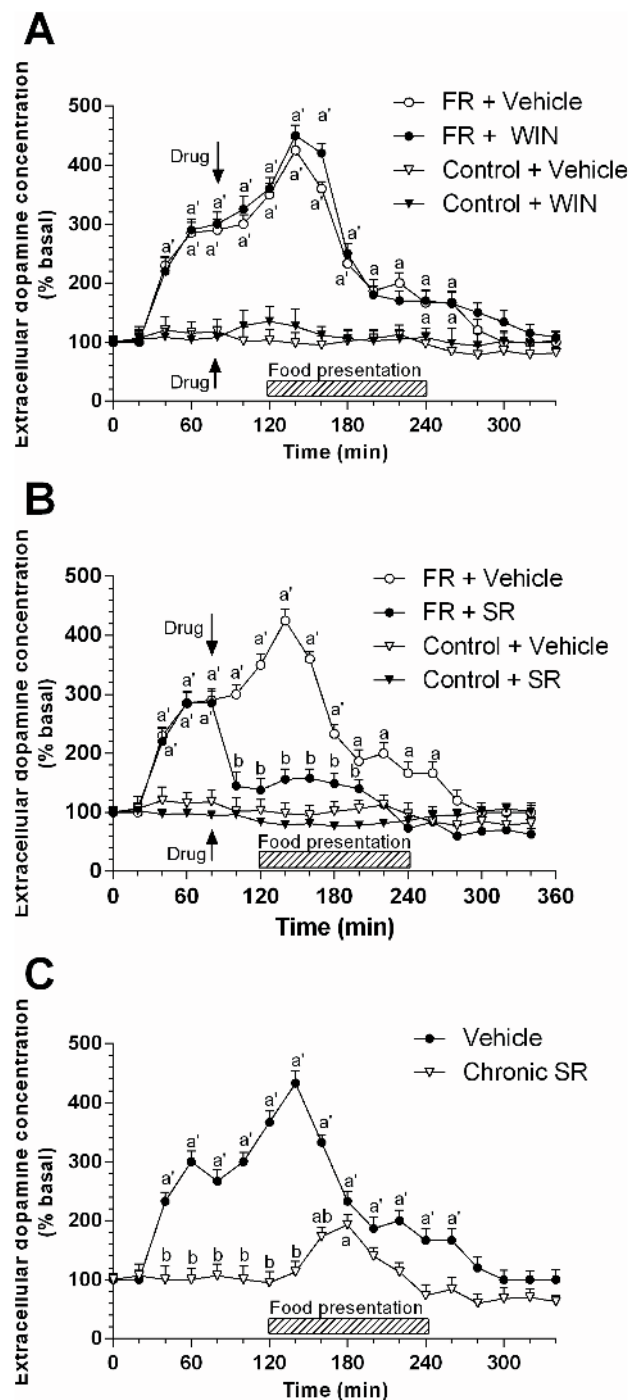 A
Extracellular dopamine concentration
(% basal)
500
400
300
200
100
0
FR + Vehicle
FR + WIN
Control + Vehicle
Control + WIN
Drug
a' a' a' a' a' a' a' a' a' a' a' a' a' a' a' a' a a a a a a
Drug
Food presentation
0 60 120 180 240 300
Time (min)
B
Extracellular dopamine concentration
(% basal)
500
400
300
200
100
0
FR + Vehicle
FR + SR
Control + Vehicle
Control + SR
Drug
a' a' a' a' a' a' a' a' a' a' a' a a a a
b b b b b b
Drug
Food presentation
0 60 120 180 240 300 360
Time (min)
C
Extracellular dopamine concentration
(% basal)
500
400
300
200
100
0
Vehicle
Chronic SR
a' a' a' a' a' a' a' a' a' a' a' a'
b b b b b b ab a
Food presentation
0 60 120 180 240 300
Time (min)